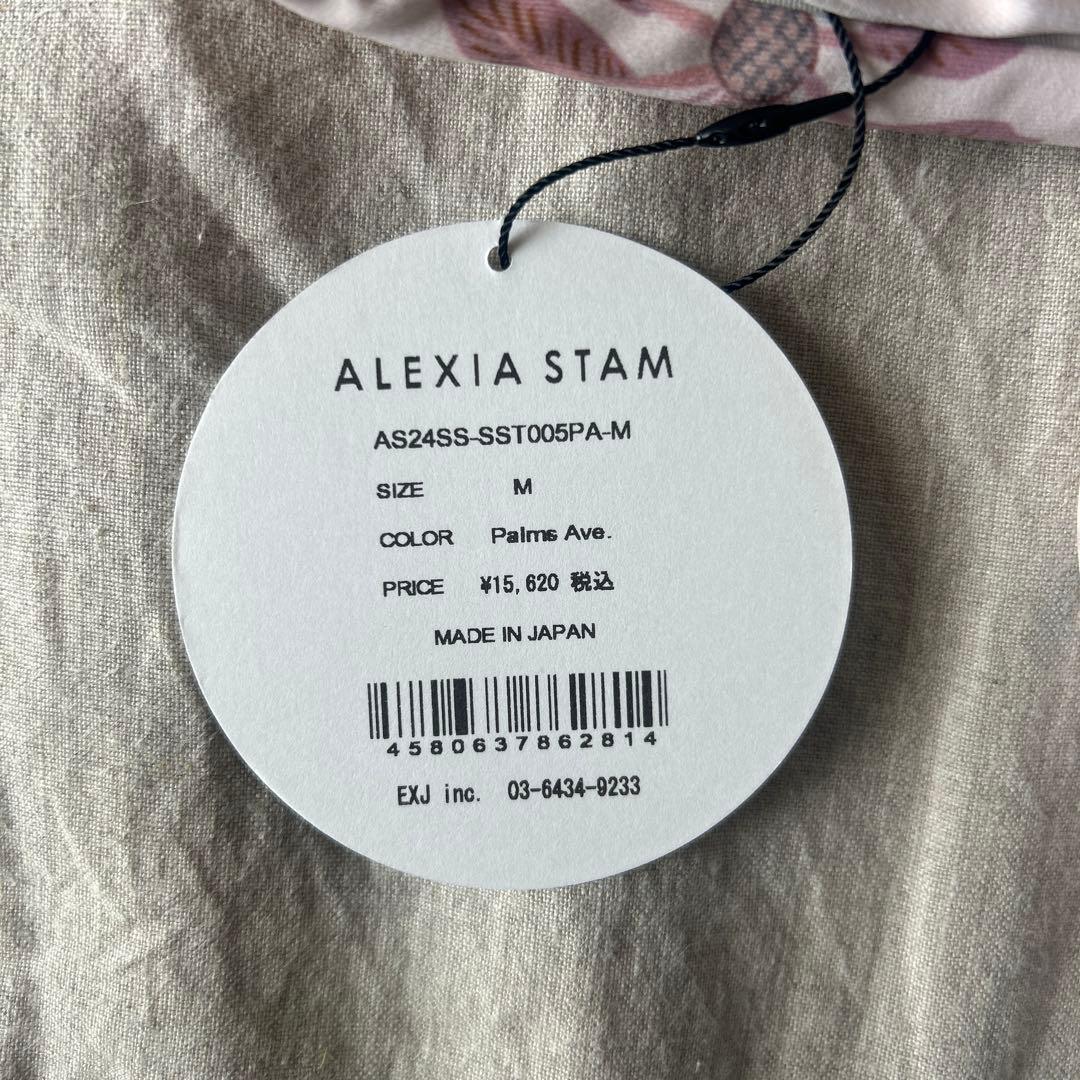 ALEXIA STAM
AS24SS-SST005PA-M
SIZE M
COLOR Palms Ave.
PRICE ¥15,620 税込
MADE IN JAPAN
4580637862814
EXJ inc. 03-6434-9233